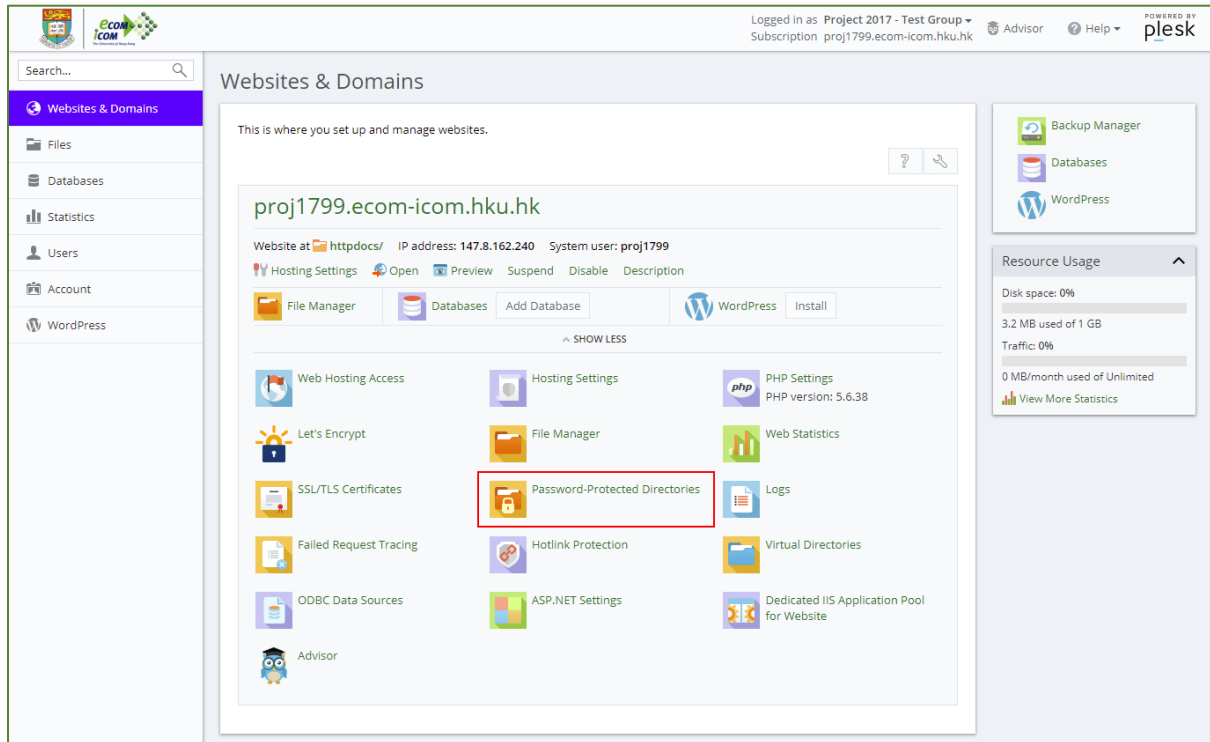 ecom
icom
The University of Hong Kong
Logged in as Project 2017 - Test Group
Subscription proj1799.ecom-icom.hku.hk
Advisor
Help
POWERED BY
plesk
Search...
Websites & Domains
Files
Databases
Statistics
Users
Account
WordPress
Websites & Domains
This is where you set up and manage websites.
?
proj1799.ecom-icom.hku.hk
Website at httpdocs/ IP address: 147.8.162.240 System user: proj1799
Hosting Settings Open Preview Suspend Disable Description
File Manager Databases Add Database WordPress Install
SHOW LESS
Web Hosting Access
Hosting Settings
php
PHP Settings
PHP version: 5.6.38
Let's Encrypt
File Manager
Web Statistics
SSL/TLS Certificates
Password-Protected Directories
Logs
Failed Request Tracing
Hotlink Protection
Virtual Directories
ODBC Data Sources
ASP.NET Settings
Dedicated IIS Application Pool
for Website
Advisor
Backup Manager
Databases
WordPress
Resource Usage
Disk space: 0%
3.2 MB used of 1 GB
Traffic: 0%
0 MB/month used of Unlimited
View More Statistics